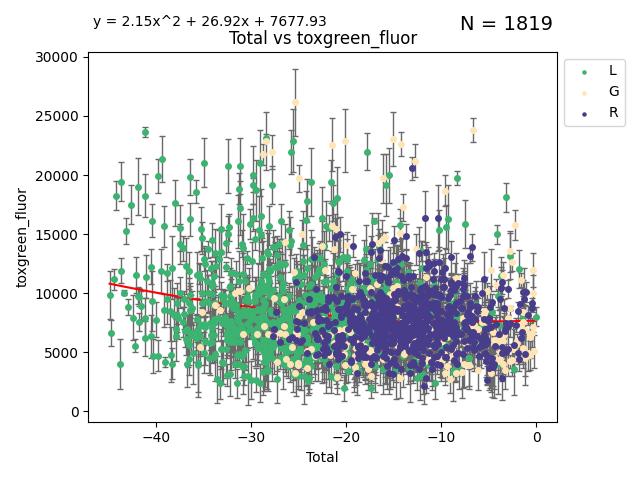 y = 2.15x^2 + 26.92x + 7677.93
N = 1819
Total vs toxgreen_fluor
30000
25000
20000
15000
10000
5000
0
toxgreen_fluor
−40 −30 −20 −10 0
Total
L
G
R